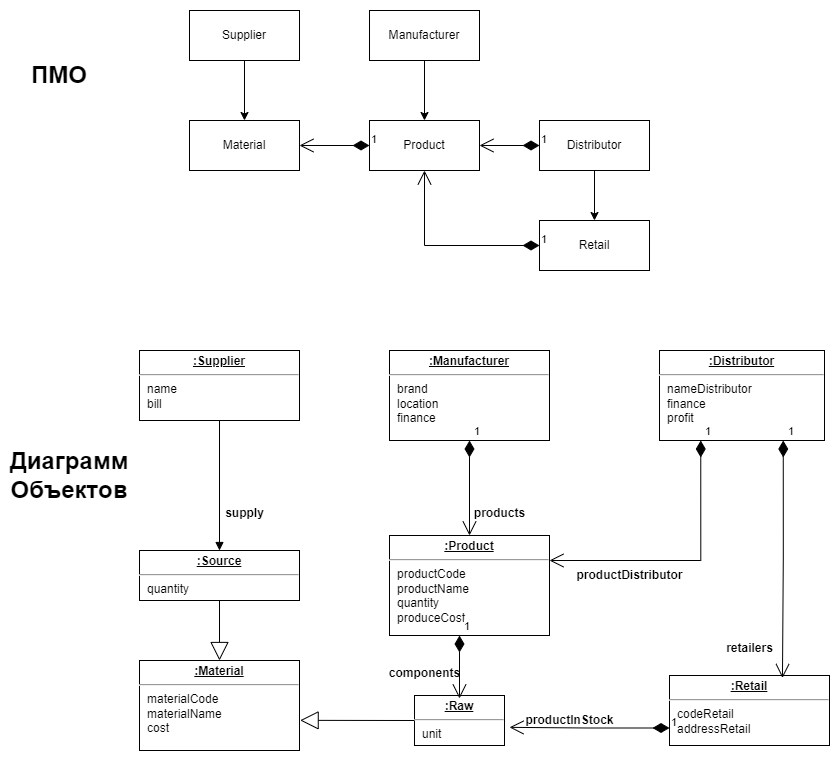 Supplier
Manufacturer
ПМО
Material
1
Product
1
Distributor
1
Retail
:Supplier
name
bill
:Manufacturer
brand
location
finance
1
:Distributor
nameDistributor
finance
profit
1
1
Диаграмм
Объектов
supply
products
:Source
quantity
:Product
productCode
productName
quantity
produceCost
1
productDistributor
retailers
components
:Material
materialCode
materialName
cost
:Raw
unit
productInStock
:Retail
1
codeRetail
addressRetail